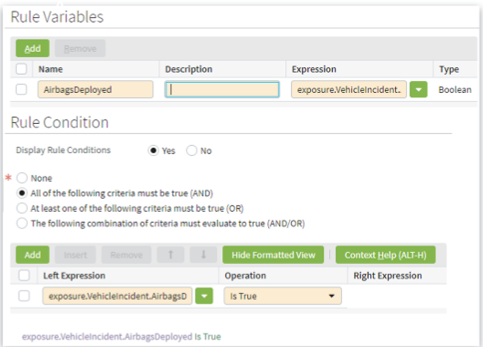 Rule Variables
Add Remove
Name Description Expression Type
AirbagsDeployed exposure.VehicleIncident. Boolean
Rule Condition
Display Rule Conditions Yes No
* None
All of the following criteria must be true (AND)
At least one of the following criteria must be true (OR)
The following combination of criteria must evaluate to true (AND/OR)
Add Insert Remove ↑ ↓ Hide Formatted View Context Help (ALT-H)
Left Expression Operation Right Expression
exposure.VehicleIncident.AirbagsD Is True
exposure.VehicleIncident.AirbagsDeployed Is True